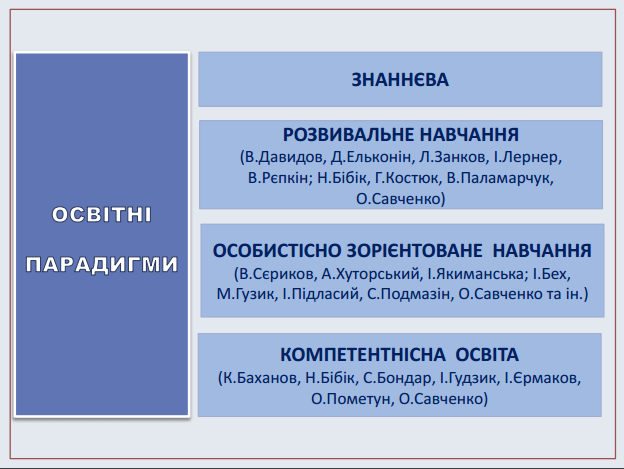 ОСВІТНІ
ПАРАДИГМИ
ЗНАННЄВА
РОЗВИВАЛЬНЕ НАВЧАННЯ
(В.Давидов, Д.Ельконін, Л.Занков, І.Лернер,
В.Рєпкін; Н.Бібік, Г.Костюк, В.Паламарчук,
О.Савченко)
ОСОБИСТІСНО ЗОРІЄНТОВАНЕ НАВЧАННЯ
(В.Сєриков, А.Хуторський, І.Якиманська; І.Бех,
М.Гузик, І.Підласий, С.Подмазін, О.Савченко та ін.)
КОМПЕТЕНТНІСНА ОСВІТА
(К.Баханов, Н.Бібік, С.Бондар, І.Гудзик, І.Єрмаков,
О.Пометун, О.Савченко)